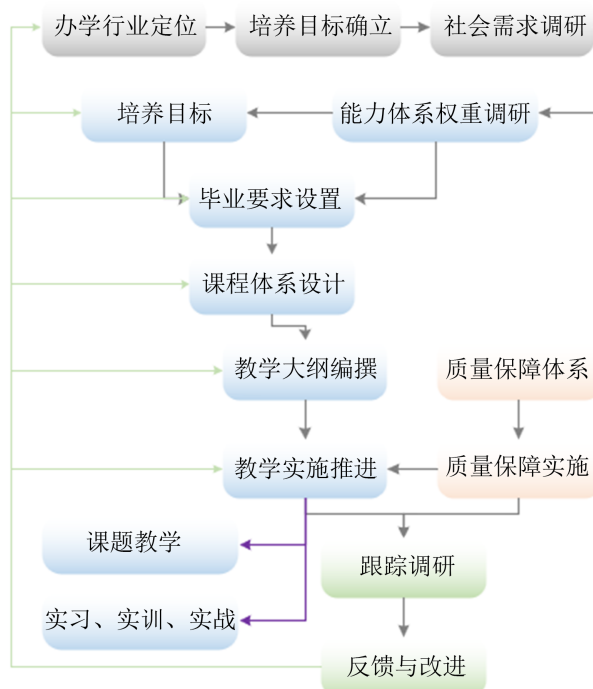 办学行业定位
培养目标确立
社会需求调研
培养目标
能力体系权重调研
毕业要求设置
课程体系设计
教学大纲编撰
质量保障体系
教学实施推进
质量保障实施
课题教学
跟踪调研
实习、实训、实战
反馈与改进